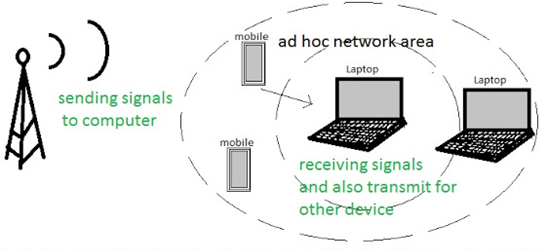 mobile
ad hoc network area
Laptop
Laptop
sending signals
to computer
mobile
receiving signals
and also transmit for
other device